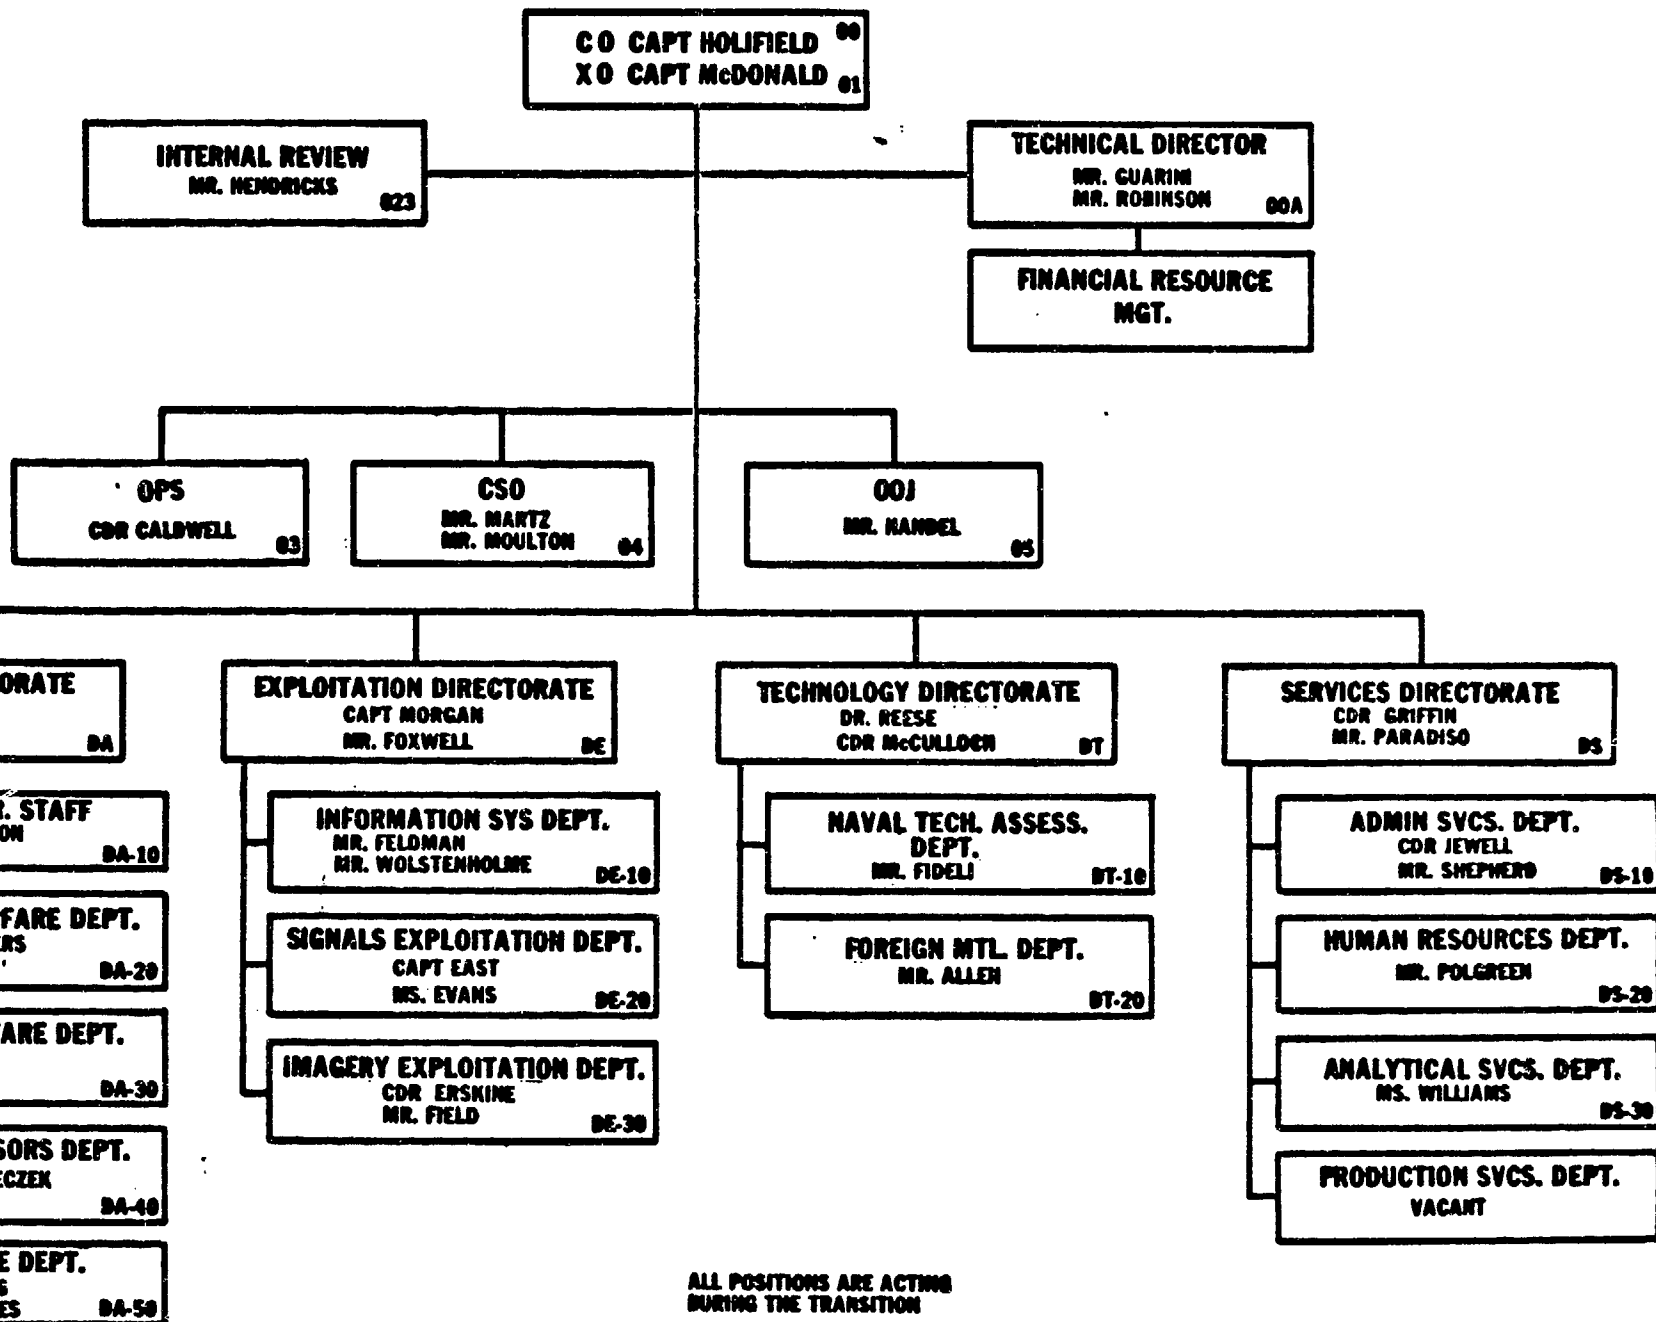 CO CAPT HOLIFIELD 00
XO CAPT McDONALD 01
INTERNAL REVIEW
MR. HENDRICKS
023
TECHNICAL DIRECTOR
MR. GUARINI
MR. ROBINSON 00A
FINANCIAL RESOURCE
MGT.
OPS
CDR CALDWELL
03
CSO
MR. MARTZ
MR. MOULTON 04
OOJ
MR. HANDEL
05
ORATE
DA
EXPLOITATION DIRECTORATE
CAPT MORGAN
MR. FOXWELL DE
TECHNOLOGY DIRECTORATE
DR. REESE
CDR McCULLOCH DT
SERVICES DIRECTORATE
CDR GRIFFIN
MR. PARADISO DS
R. STAFF
ON
DA-10
FARE DEPT.
ERS
DA-20
FARE DEPT.
DA-30
SORS DEPT.
ECZEK
DA-40
E DEPT.
S
ES DA-50
INFORMATION SYS DEPT.
MR. FELDMAN
MR. WOLSTENHOLME
DE-10
SIGNALS EXPLOITATION DEPT.
CAPT EAST
MS. EVANS DE-20
IMAGERY EXPLOITATION DEPT.
CDR ERSKINE
MR. FIELD
DE-30
NAVAL TECH. ASSESS.
DEPT.
MR. FIDELI DT-10
FOREIGN MTL. DEPT.
MR. ALLEN
DT-20
ADMIN SVCS. DEPT.
CDR JEWELL
MR. SHEPHERD DS-10
HUMAN RESOURCES DEPT.
MR. POLGREEN
DS-20
ANALYTICAL SVCS. DEPT.
MS. WILLIAMS
DS-30
PRODUCTION SVCS. DEPT.
VACANT
ALL POSITIONS ARE ACTING
DURING THE TRANSITION